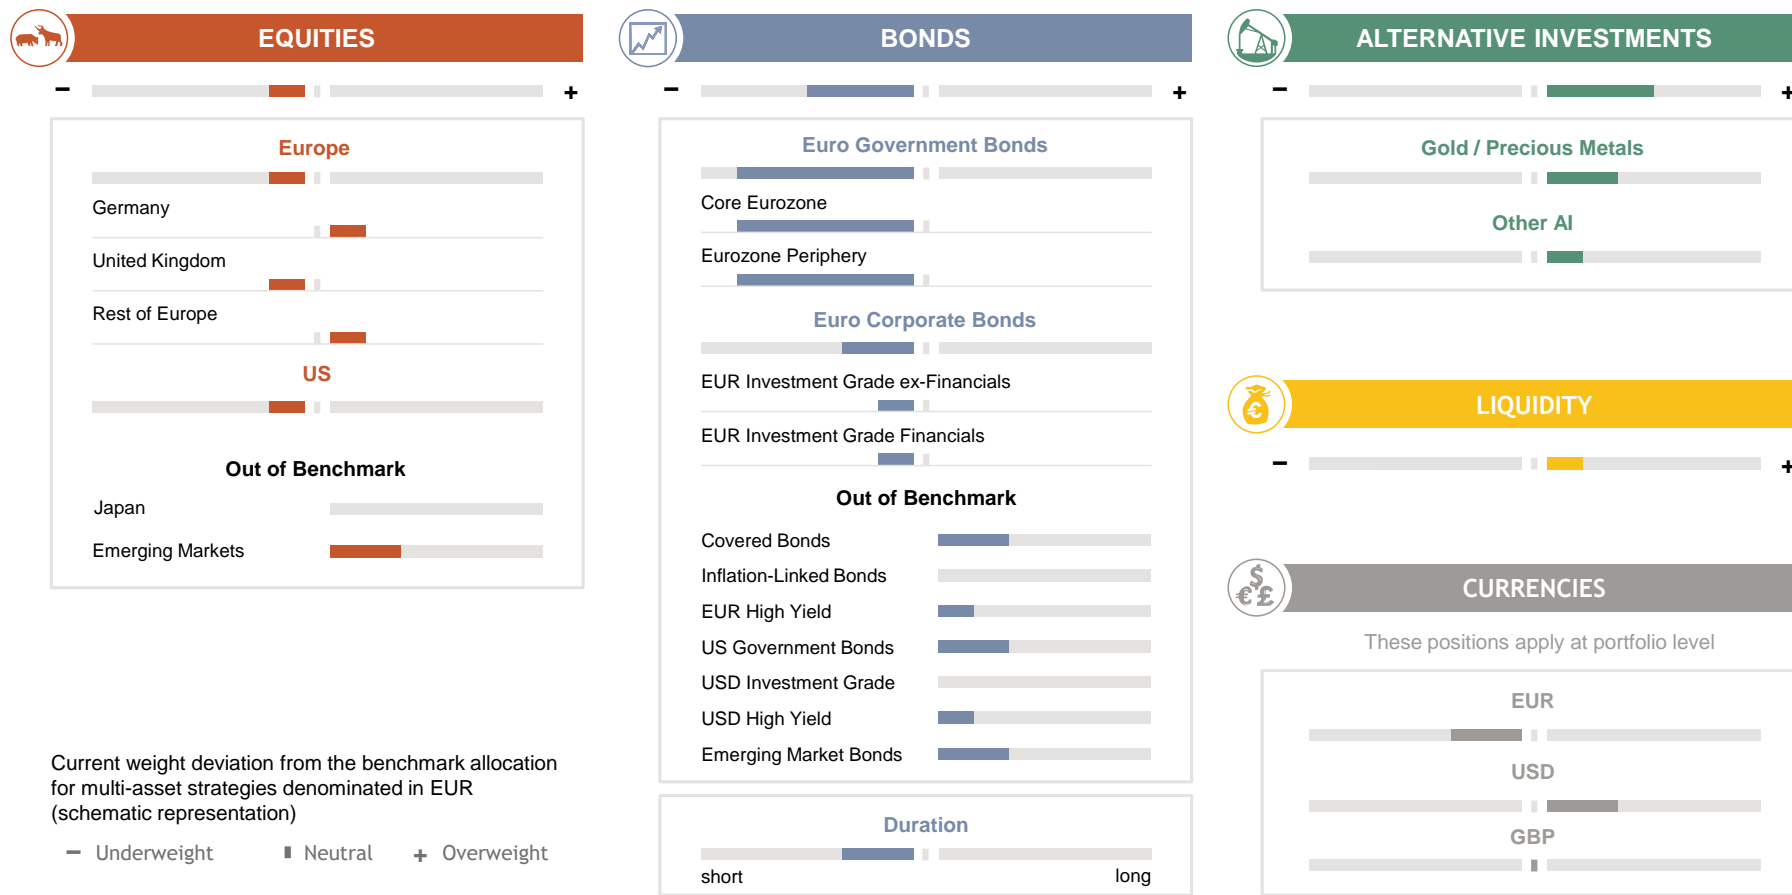 EQUITIES
− +
Europe
Germany
United Kingdom
Rest of Europe
US
Out of Benchmark
Japan
Emerging Markets
Current weight deviation from the benchmark allocation
for multi-asset strategies denominated in EUR
(schematic representation)
− Underweight Neutral + Overweight
BONDS
− +
Euro Government Bonds
Core Eurozone
Eurozone Periphery
Euro Corporate Bonds
EUR Investment Grade ex-Financials
EUR Investment Grade Financials
Out of Benchmark
Covered Bonds
Inflation-Linked Bonds
EUR High Yield
US Government Bonds
USD Investment Grade
USD High Yield
Emerging Market Bonds
Duration
short long
ALTERNATIVE INVESTMENTS
− +
Gold / Precious Metals
Other AI
€
LIQUIDITY
− +
$
€£
CURRENCIES
These positions apply at portfolio level
EUR
USD
GBP